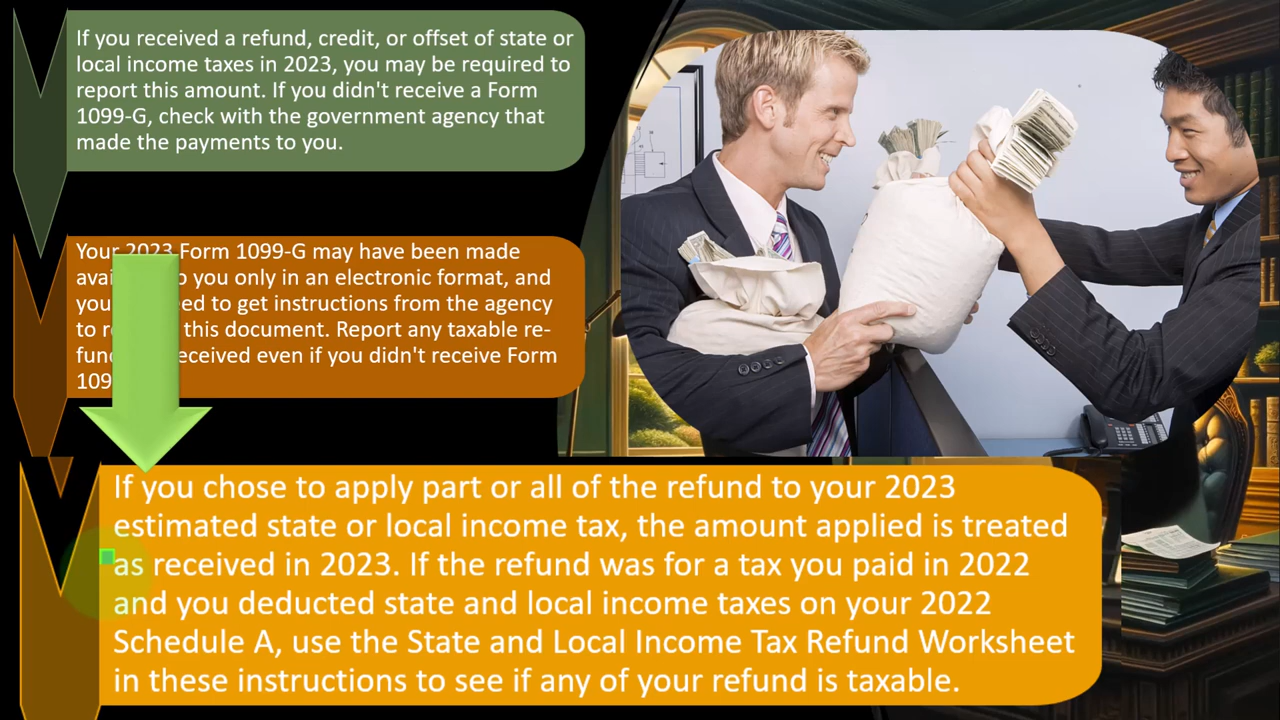 If you received a refund, credit, or offset of state or
local income taxes in 2023, you may be required to
report this amount. If you didn't receive a Form
1099-G, check with the government agency that
made the payments to you.
Your 2023 Form 1099-G may have been made
you only in an electronic format, and
to get instructions from the agency
to this document. Report any taxable re-
received even if you didn't receive Form
If you chose to apply part or all of the refund to your 2023
estimated state or local income tax, the amount applied is treated
as received in 2023. If the refund was for a tax you paid in 2022
and you deducted state and local income taxes on your 2022
Schedule A, use the State and Local Income Tax Refund Worksheet
in these instructions to see if any of your refund is taxable.